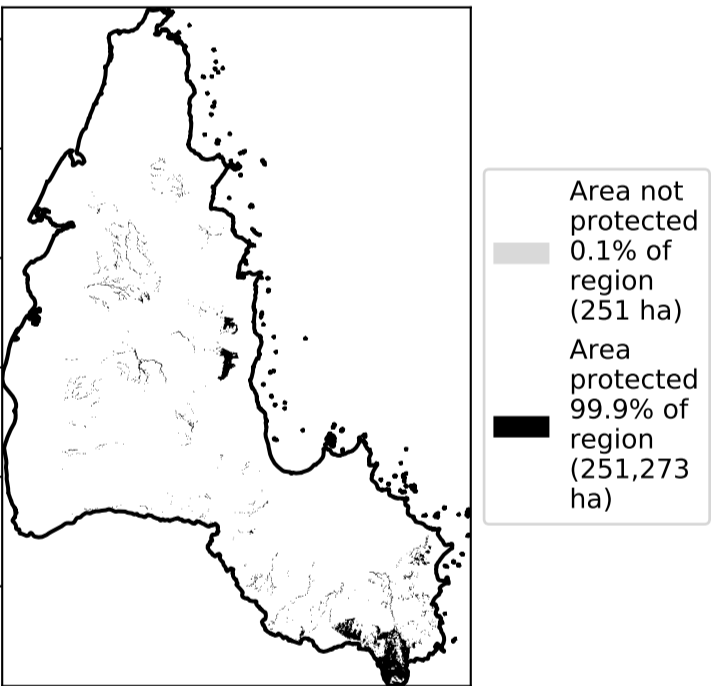 Area not
protected
0.1% of
region
(251 ha)
Area
protected
99.9% of
region
(251,273
ha)